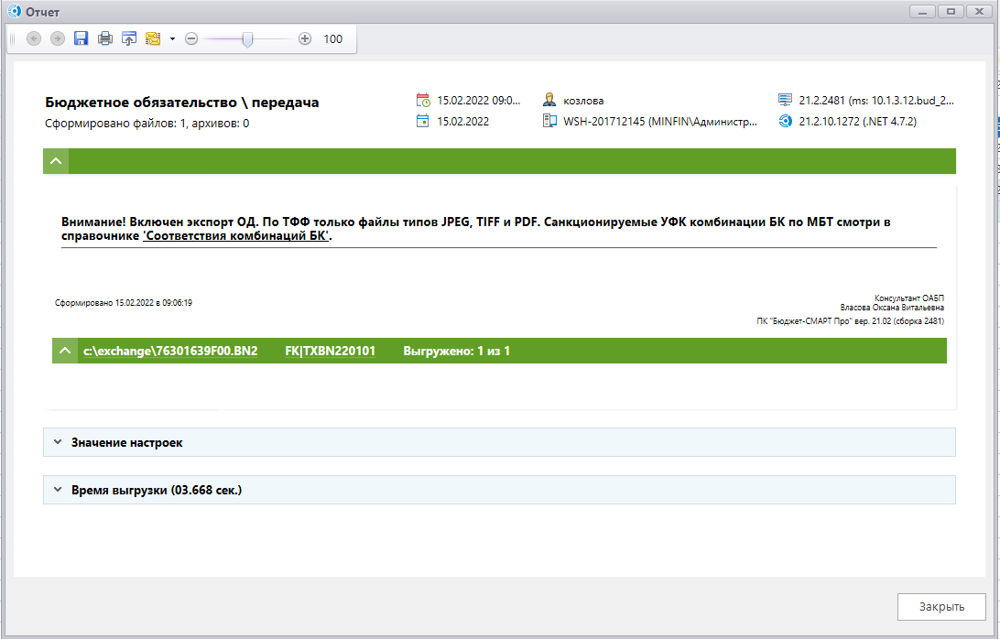 Отчет
100
Бюджетное обязательство \ передача
Сформировано файлов: 1, архивов: 0
15.02.2022 09:0...
15.02.2022
козлова
WSH-201712145 (MINFIN\Администр...
21.2.2481 (ms: 10.1.3.12.bud_2...
21.2.10.1272 (.NET 4.7.2)
Внимание! Включен экспорт ОД. По ТФФ только файлы типов JPEG, TIFF и PDF. Санкционируемые УФК комбинации БК по МБТ смотри в
справочнике 'Соответствия комбинаций БК'.
Сформировано 15.02.2022 в 09:06:19
Консультант ОАБП
Власова Оксана Витальевна
ПК "Бюджет-СМАРТ Про" вер. 21.02 (сборка 2481)
c:\exchange\76301639F00.BN2 FK|TXBN220101 Выгружено: 1 из 1
Значение настроек
Время выгрузки (03.668 сек.)
Закрыть